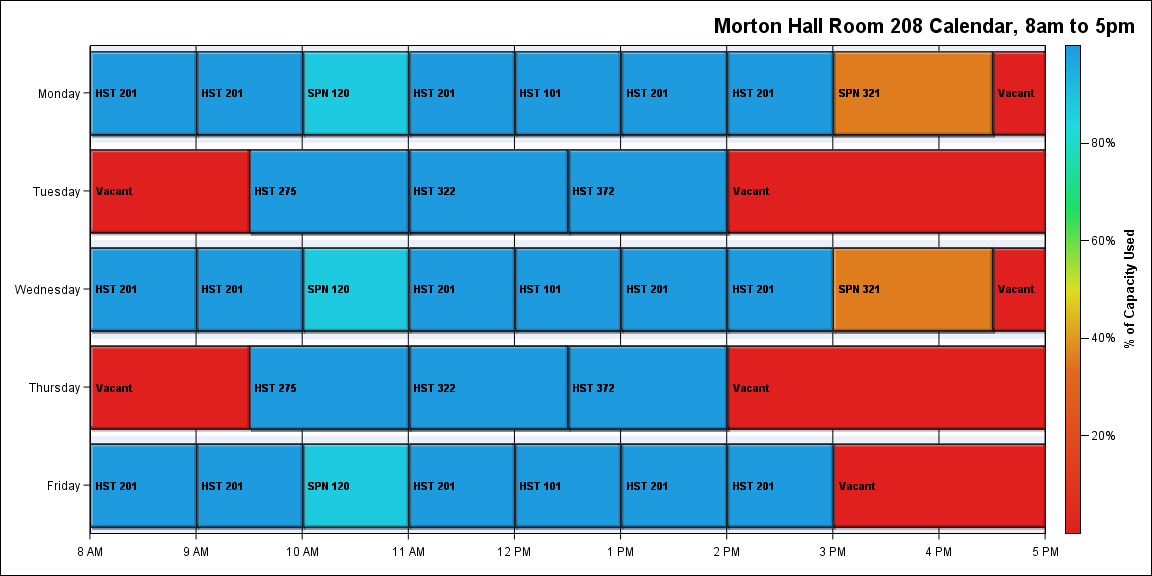 Morton Hall Room 208 Calendar, 8am to 5pm
Monday
HST 201
HST 201
SPN 120
HST 201
HST 101
HST 201
HST 201
SPN 321
Vacant
Tuesday
Vacant
HST 275
HST 322
HST 372
Vacant
Wednesday
HST 201
HST 201
SPN 120
HST 201
HST 101
HST 201
HST 201
SPN 321
Vacant
Thursday
Vacant
HST 275
HST 322
HST 372
Vacant
Friday
HST 201
HST 201
SPN 120
HST 201
HST 101
HST 201
HST 201
Vacant
8 AM
9 AM
10 AM
11 AM
12 PM
1 PM
2 PM
3 PM
4 PM
5 PM
80%
60%
40%
20%
% of Capacity Used